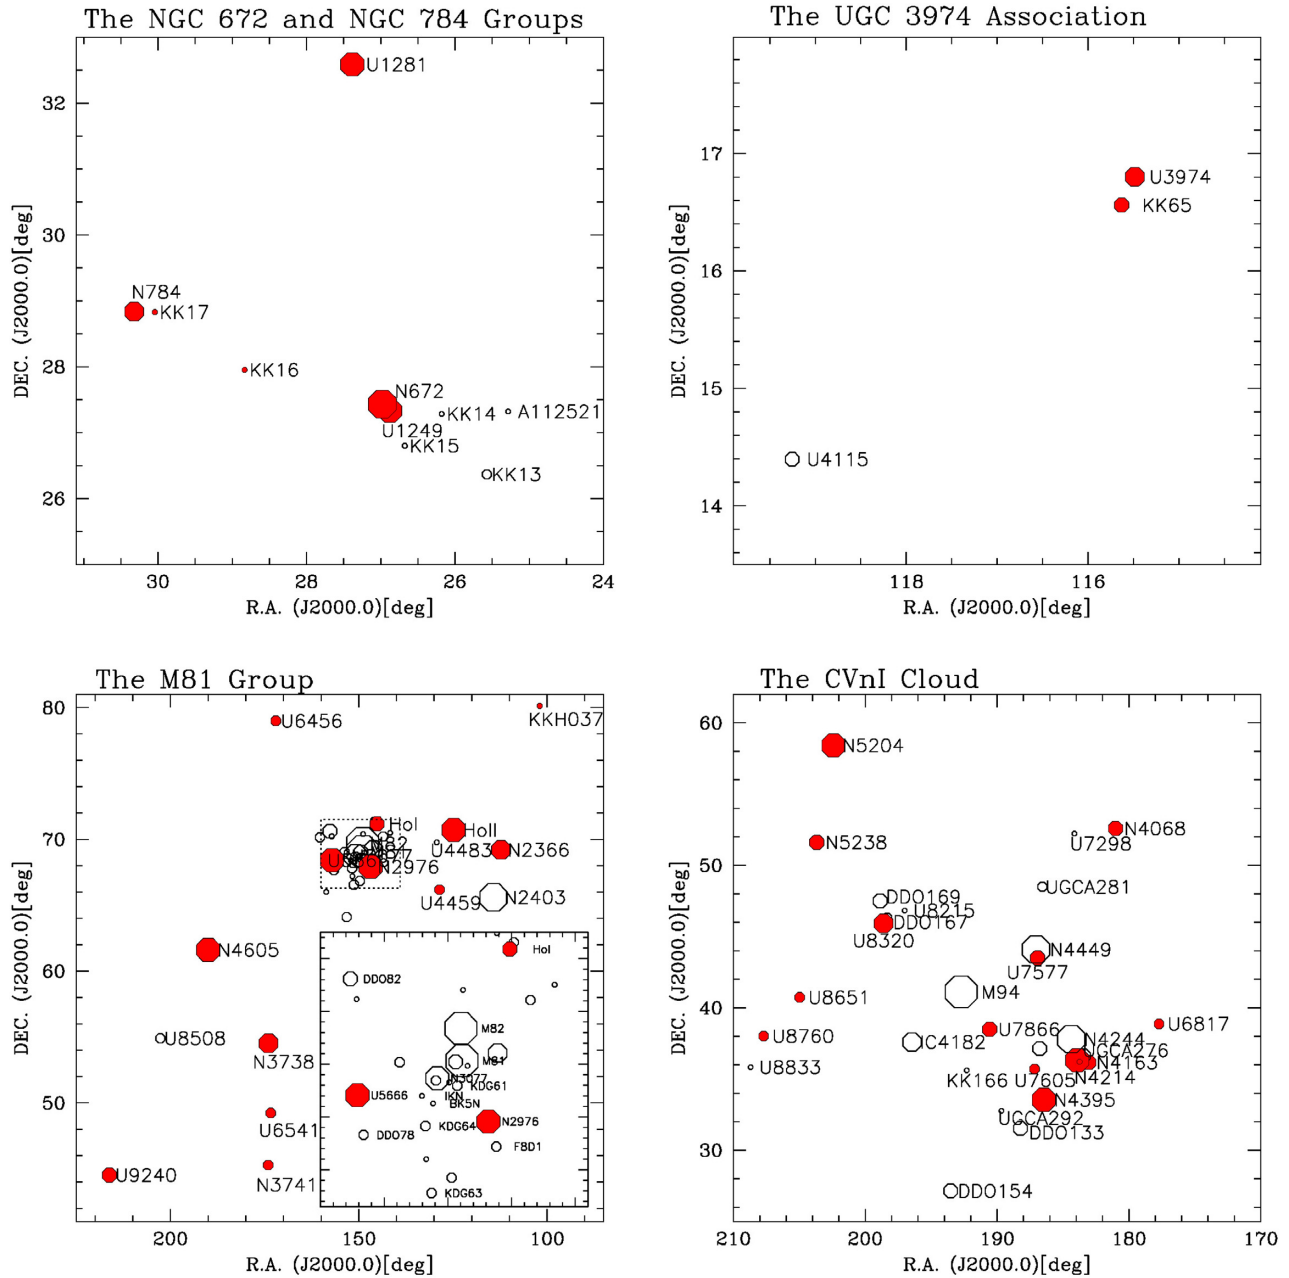 The NGC 672 and NGC 784 Groups
U1281
N784
KK17
KK16
N672
KK14
A112521
U1249
KK15
KK13
32
30
28
26
30
28
26
24
DEC. (J2000.0)[deg]
R.A. (J2000.0)[deg]
The UGC 3974 Association
U3974
KK65
U4115
17
16
15
14
118
116
114
DEC. (J2000.0)[deg]
R.A. (J2000.0)[deg]
The M81 Group
U6456
KKH037
HoI
HoII
U4483
N2366
N2976
U4459
N2403
N4605
U8508
N3738
U6541
N3741
U9240
HoI
DDO82
M82
M81
N3077
KDG61
IKN
BK5N
U5666
KDG64
N2976
DDO78
FBD1
KDG63
80
70
60
50
200
150
100
DEC. (J2000.0)[deg]
R.A. (J2000.0)[deg]
The CVnI Cloud
N5204
N5238
N4068
U7298
UGCA281
DDO169
U8215
DDO167
U8320
N4449
U7577
M94
U8651
U6817
U8760
U7866
IC4182
N4244
UGCA276
N4163
U8833
KK166
U7605
N4214
N4395
UGCA292
DDO133
DDO154
60
50
40
30
210
200
190
180
170
DEC. (J2000.0)[deg]
R.A. (J2000.0)[deg]